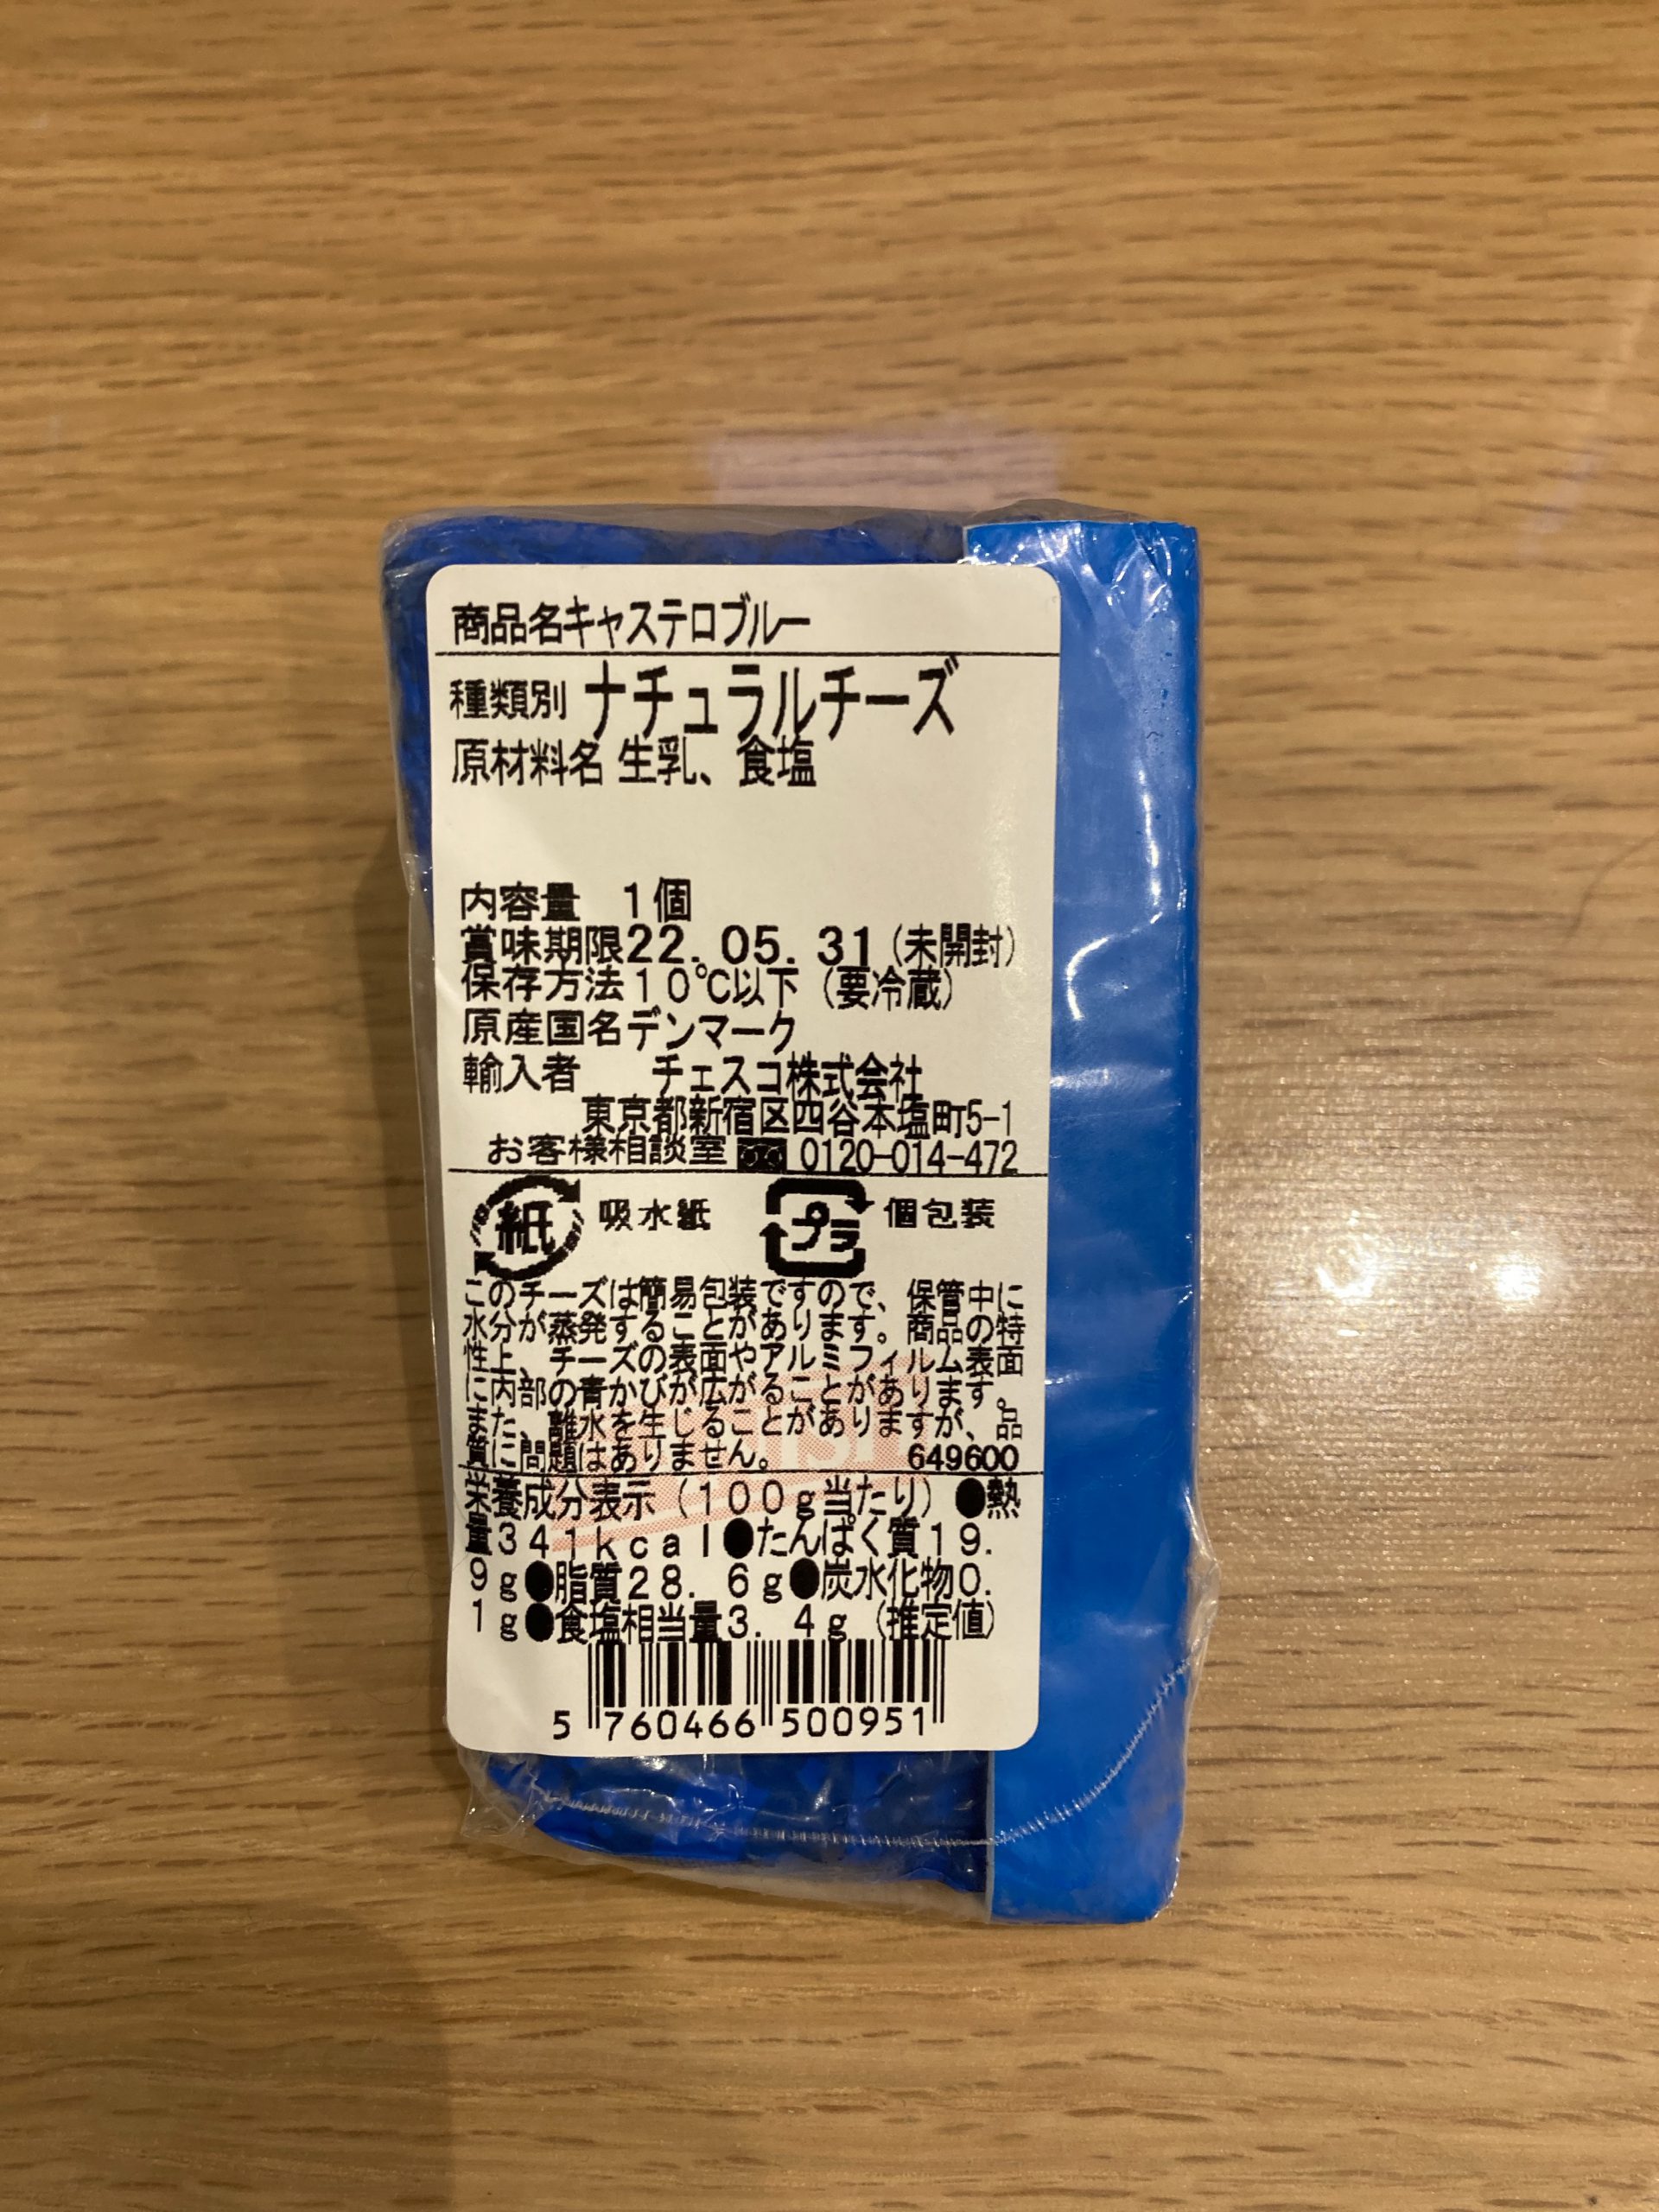 商品名キャステロブルー
種類別 ナチュラルチーズ
原材料名 生乳、食塩
内容量 1個
賞味期限22.05.31(未開封)
保存方法10℃以下(要冷蔵)
原産国名デンマーク
輸入者 チェスコ株式会社
東京都新宿区四谷本塩町5-1
お客様相談室 0120-014-472
紙 吸水紙 プラ 個包装
このチーズは簡易包装ですので、保管中に
水分が蒸発することがあります。商品の特
性上、チーズの表面やアルミフィルム表面
に内部の青かびが広がることがあります。
また、離水を生じることがありますが、品
質に問題はありません。 649600
栄養成分表示(100g当たり)●熱
量341kcal●たんぱく質19.
9g●脂質28.6g●炭水化物0.
1g●食塩相当量3.4g(推定値)
5 760466 500951